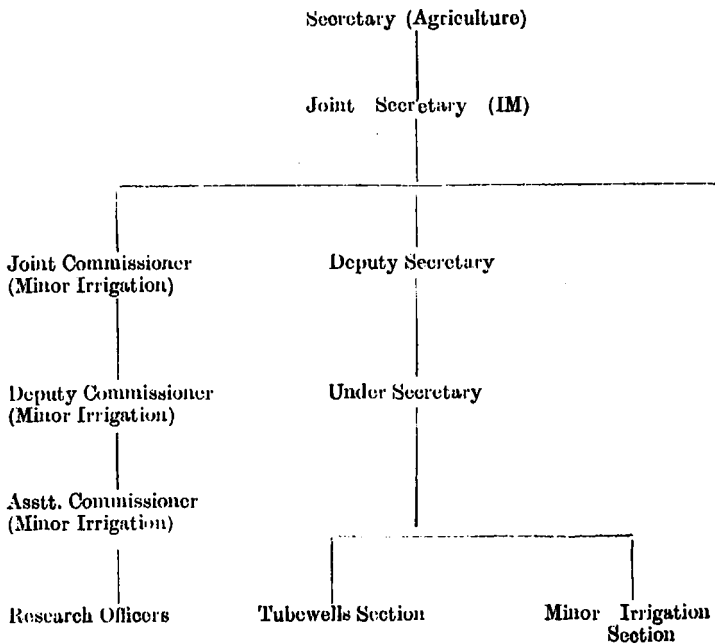 Secretary (Agriculture)
Joint Secretary (IM)
Joint Commissioner
(Minor Irrigation)
Deputy Secretary
Deputy Commissioner
(Minor Irrigation)
Under Secretary
Asstt. Commissioner
(Minor Irrigation)
Research Officers
Tubewells Section
Minor Irrigation
Section